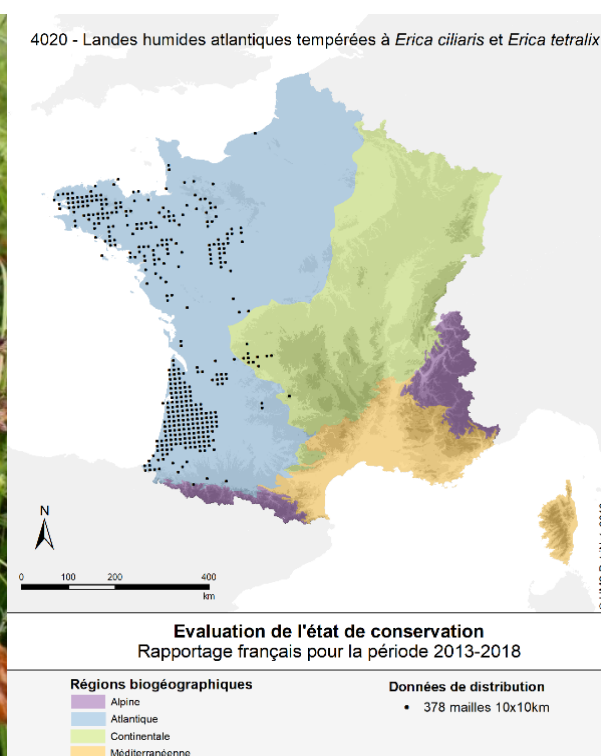 4020 - Landes humides atlantiques tempérées à Erica ciliaris et Erica tetralix
N
0 100 200 400
km
Evaluation de l'état de conservation
Rapportage français pour la période 2013-2018
Régions biogéographiques
Alpine
Atlantique
Continentale
Méditerranéenne
Données de distribution
• 378 mailles 10x10km